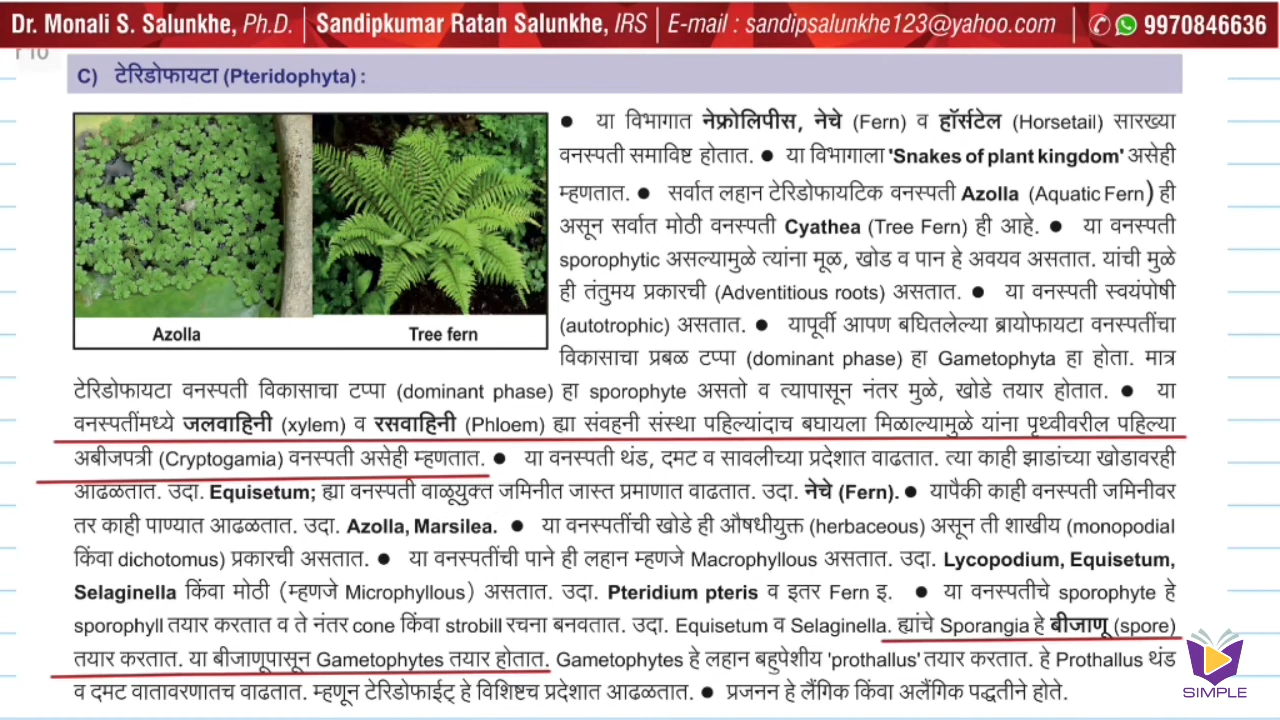 Dr. Monali S. Salunkhe, Ph.D. | Sandipkumar Ratan Salunkhe, IRS | E-mail : sandipsalunkhe123@yahoo.com | 9970846636
C) टेरिडोफायटा (Pteridophyta) :
● या विभागात नेफ्रोलिपीस, नेचे (Fern) व हॉर्सटेल (Horsetail) सारख्या
वनस्पती समाविष्ट होतात. ● या विभागाला 'Snakes of plant kingdom' असेही
म्हणतात. ● सर्वात लहान टेरिडोफायटिक वनस्पती Azolla (Aquatic Fern) ही
असून सर्वात मोठी वनस्पती Cyathea (Tree Fern) ही आहे. ● या वनस्पती
sporophytic असल्यामुळे त्यांना मूळ, खोड व पान हे अवयव असतात. यांची मुळे
ही तंतुमय प्रकारची (Adventitious roots) असतात. ● या वनस्पती स्वयंपोषी
(autotrophic) असतात. ● यापूर्वी आपण बघितलेल्या ब्रायोफायटा वनस्पतींचा
विकासाचा प्रबळ टप्पा (dominant phase) हा Gametophyta हा होता. मात्र
Azolla Tree fern
टेरिडोफायटा वनस्पती विकासाचा टप्पा (dominant phase) हा sporophyte असतो व त्यापासून नंतर मुळे, खोडे तयार होतात. ● या
वनस्पतींमध्ये जलवाहिनी (xylem) व रसवाहिनी (Phloem) ह्या संवहनी संस्था पहिल्यांदाच बघायला मिळाल्यामुळे यांना पृथ्वीवरील पहिल्या
अबीजपत्री (Cryptogamia) वनस्पती असेही म्हणतात. ● या वनस्पती थंड, दमट व सावलीच्या प्रदेशात वाढतात. त्या काही झाडांच्या खोडावरही
आढळतात. उदा. Equisetum; ह्या वनस्पती वाळूयुक्त जमिनीत जास्त प्रमाणात वाढतात. उदा. नेचे (Fern). ● यापैकी काही वनस्पती जमिनीवर
तर काही पाण्यात आढळतात. उदा. Azolla, Marsilea. ● या वनस्पतींची खोडे ही औषधीयुक्त (herbaceous) असून ती शाखीय (monopodial
किंवा dichotomus) प्रकारची असतात. ● या वनस्पतींची पाने ही लहान म्हणजे Macrophyllous असतात. उदा. Lycopodium, Equisetum,
Selaginella किंवा मोठी (म्हणजे Microphyllous) असतात. उदा. Pteridium pteris व इतर Fern इ. ● या वनस्पतीचे sporophyte हे
sporophyll तयार करतात व ते नंतर cone किंवा strobill रचना बनवतात. उदा. Equisetum व Selaginella. ह्यांचे Sporangia हे बीजाणू (spore)
तयार करतात. या बीजाणूपासून Gametophytes तयार होतात. Gametophytes हे लहान बहुपेशीय 'prothallus' तयार करतात. हे Prothallus थंड
व दमट वातावरणातच वाढतात. म्हणून टेरिडोफाईट् हे विशिष्टच प्रदेशात आढळतात. ● प्रजनन हे लैंगिक किंवा अलैंगिक पद्धतीने होते.
SIMPLE